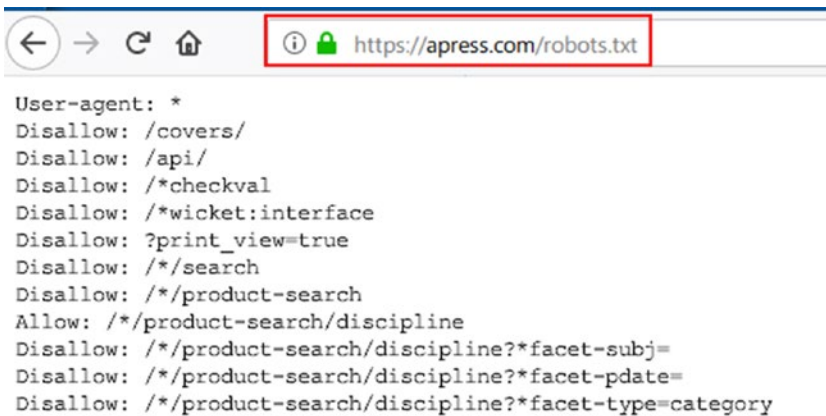 https://apress.com/robots.txt
User-agent: *
Disallow: /covers/
Disallow: /api/
Disallow: /*checkval
Disallow: /*wicket:interface
Disallow: ?print_view=true
Disallow: /*/search
Disallow: /*/product-search
Allow: /*/product-search/discipline
Disallow: /*/product-search/discipline?*facet-subj=
Disallow: /*/product-search/discipline?*facet-pdate=
Disallow: /*/product-search/discipline?*facet-type=category